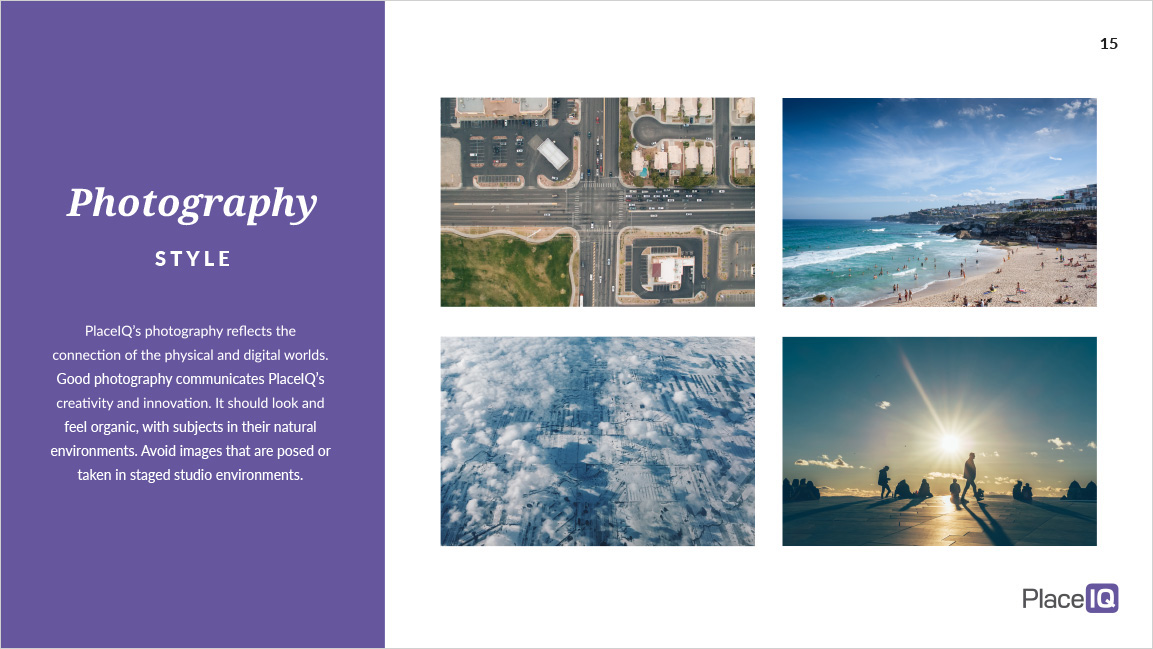 15
Photography
STYLE
PlaceIQ’s photography reflects the
connection of the physical and digital worlds.
Good photography communicates PlaceIQ’s
creativity and innovation. It should look and
feel organic, with subjects in their natural
environments. Avoid images that are posed or
taken in staged studio environments.
PlaceIQ